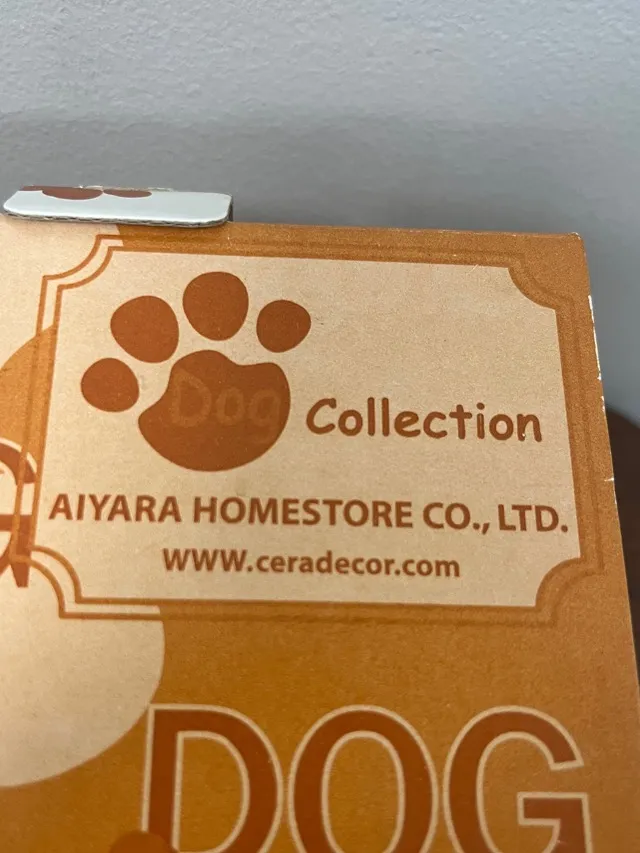 Dog Collection
AIYARA HOMESTORE CO., LTD.
WWW.ceradecor.com
G
DOG